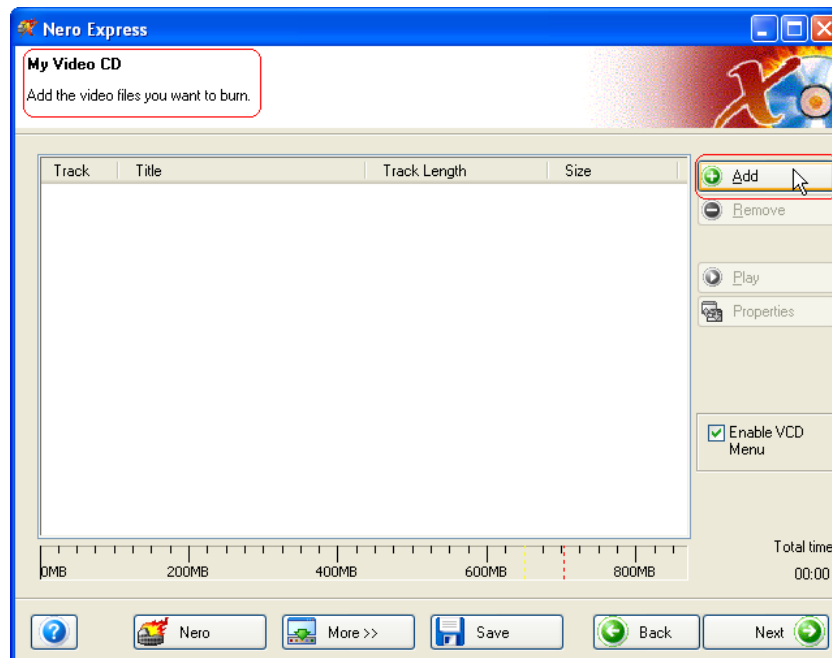 Nero Express
My Video CD
Add the video files you want to burn.
Track Title Track Length Size
Add
Remove
Play
Properties
Enable VCD
Menu
0MB 200MB 400MB 600MB 800MB
Total time
00:00
Nero More >> Save Back Next